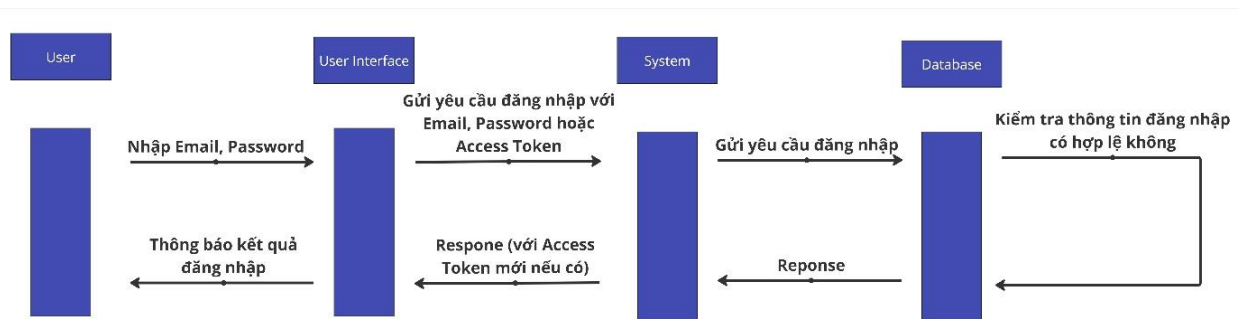 User
User Interface
System
Database
Nhập Email, Password
Gửi yêu cầu đăng nhập với
Email, Password hoặc
Access Token
Gửi yêu cầu đăng nhập
Kiểm tra thông tin đăng nhập
có hợp lệ không
Thông báo kết quả
đăng nhập
Respone (với Access
Token mới nếu có)
Reponse